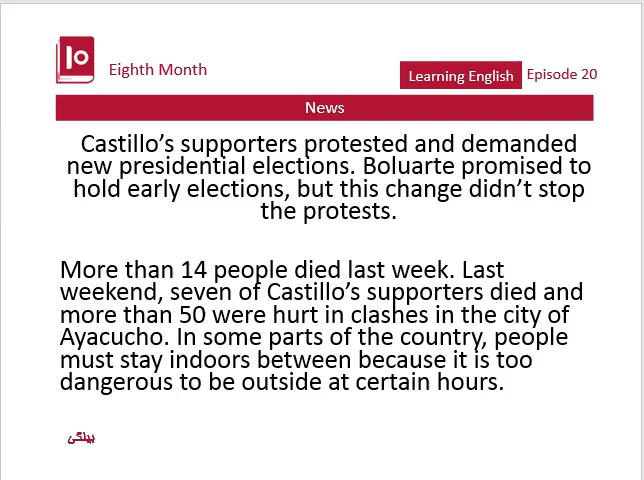 lo
Eighth Month
Learning English
Episode 20
News
Castillo’s supporters protested and demanded
new presidential elections. Boluarte promised to
hold early elections, but this change didn’t stop
the protests.
More than 14 people died last week. Last
weekend, seven of Castillo’s supporters died and
more than 50 were hurt in clashes in the city of
Ayacucho. In some parts of the country, people
must stay indoors between because it is too
dangerous to be outside at certain hours.